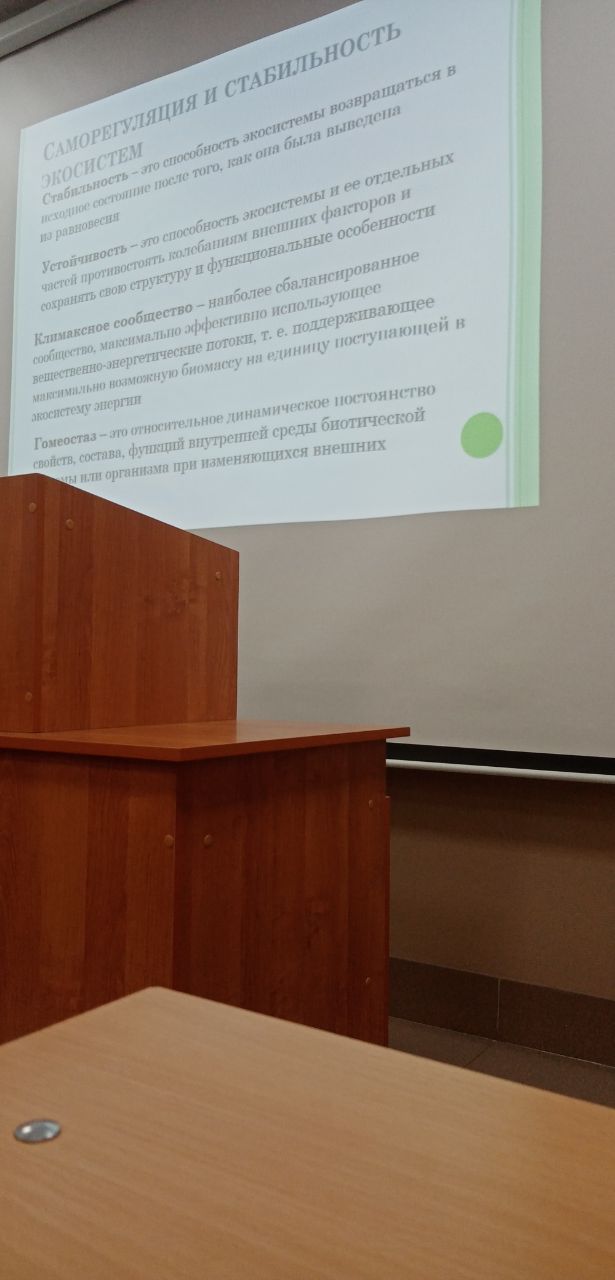 Саморегуляция и стабильность
экосистем
Стабильность – это способность экосистемы возвращаться в
исходное состояние после того, как она была выведена
из равновесия
Устойчивость – это способность экосистемы и ее отдельных
частей противостоять колебаниям внешних факторов и
сохранять свою структуру и функциональные особенности
Климаксное сообщество – наиболее сбалансированное
сообщество, максимально эффективно использующее
вещественно-энергетические потоки, т. е. поддерживающее
максимально возможную биомассу на единицу поступающей в
экосистему энергии
Гомеостаз – это относительное динамическое постоянство
свойств, состава, функций внутренней среды биотической
или организма при изменяющихся внешних